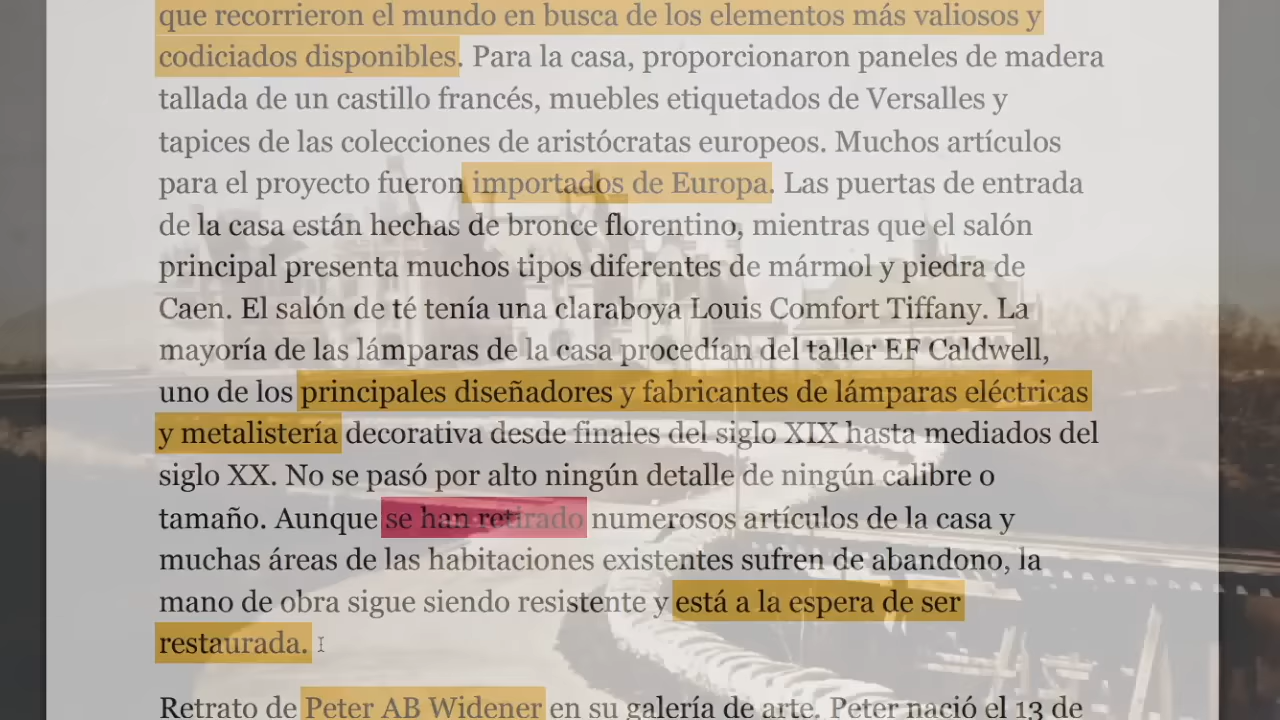 que recorrieron el mundo en busca de los elementos más valiosos y
codiciados disponibles. Para la casa, proporcionaron paneles de madera
tallada de un castillo francés, muebles etiquetados de Versalles y
tapices de las colecciones de aristócratas europeos. Muchos artículos
para el proyecto fueron importados de Europa. Las puertas de entrada
de la casa están hechas de bronce florentino, mientras que el salón
principal presenta muchos tipos diferentes de mármol y piedra de
Caen. El salón de té tenía una claraboya Louis Comfort Tiffany. La
mayoría de las lámparas de la casa procedían del taller EF Caldwell,
uno de los principales diseñadores y fabricantes de lámparas eléctricas
y metalistería decorativa desde finales del siglo XIX hasta mediados del
siglo XX. No se pasó por alto ningún detalle de ningún calibre o
tamaño. Aunque se han retirado numerosos artículos de la casa y
muchas áreas de las habitaciones existentes sufren de abandono, la
mano de obra sigue siendo resistente y está a la espera de ser
restaurada.
Retrato de Peter AB Widener en su galería de arte. Peter nació el 13 de